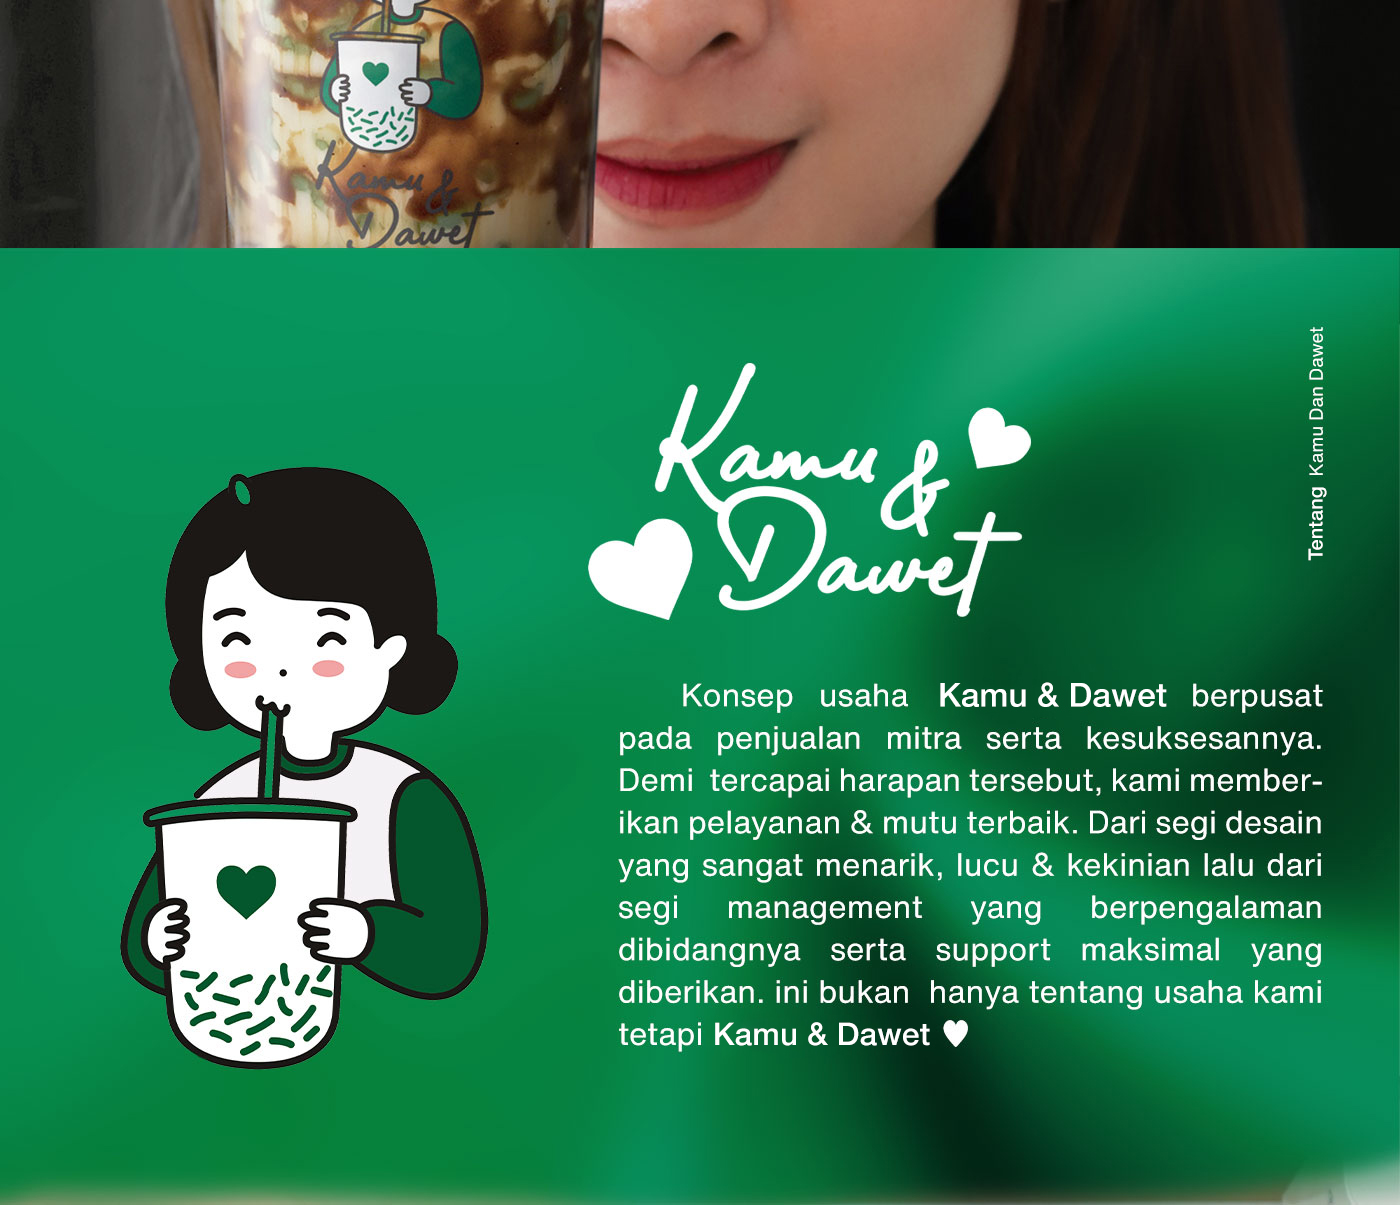 Kamu &
Dawet
Kamu &
Dawet
Tentang Kamu Dan Dawet
Konsep usaha Kamu & Dawet berpusat
pada penjualan mitra serta kesuksesannya.
Demi tercapai harapan tersebut, kami member-
ikan pelayanan & mutu terbaik. Dari segi desain
yang sangat menarik, lucu & kekinian lalu dari
segi management yang berpengalaman
dibidangnya serta support maksimal yang
diberikan. ini bukan hanya tentang usaha kami
tetapi Kamu & Dawet ♥